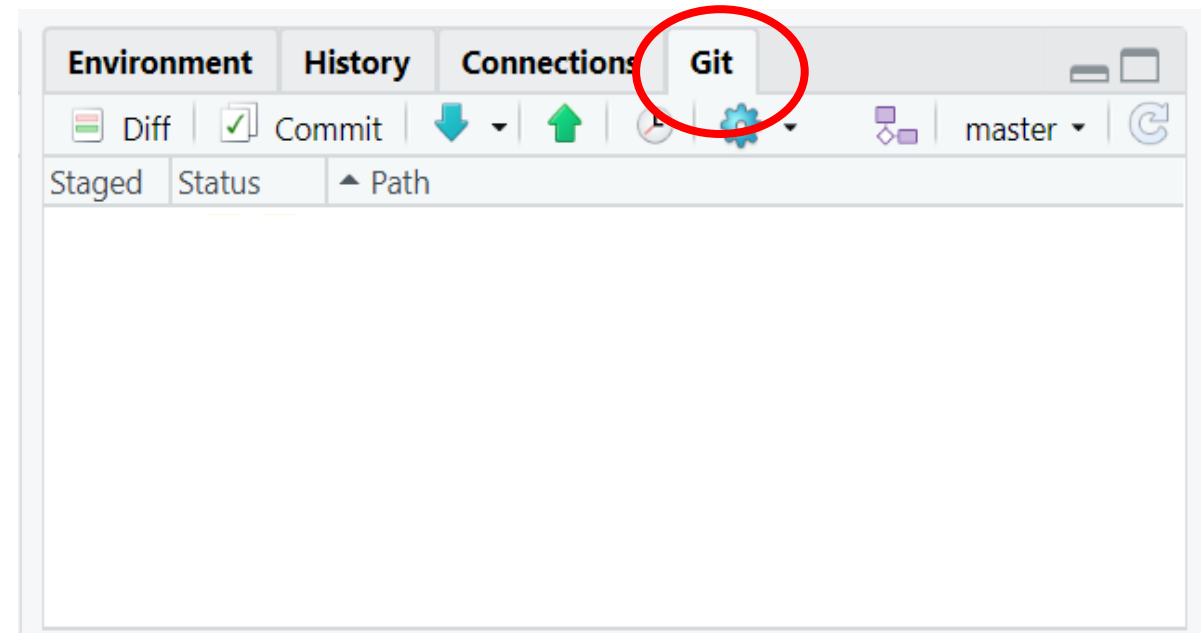 Environment History Connections Git
Diff Commit master
Staged Status Path